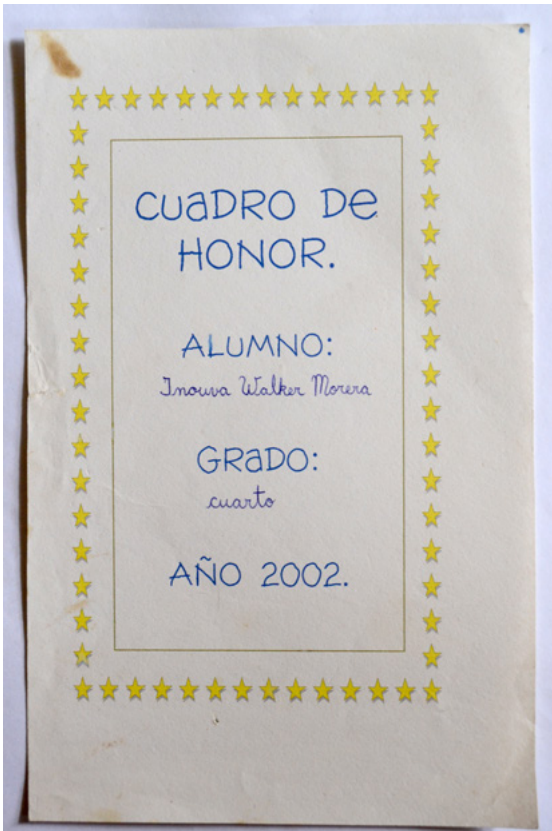 CUaDRO De
HONOR.
ALUMNO:
Inouva Walker Morera
GRaDO:
cuarto
AÑO 2002.